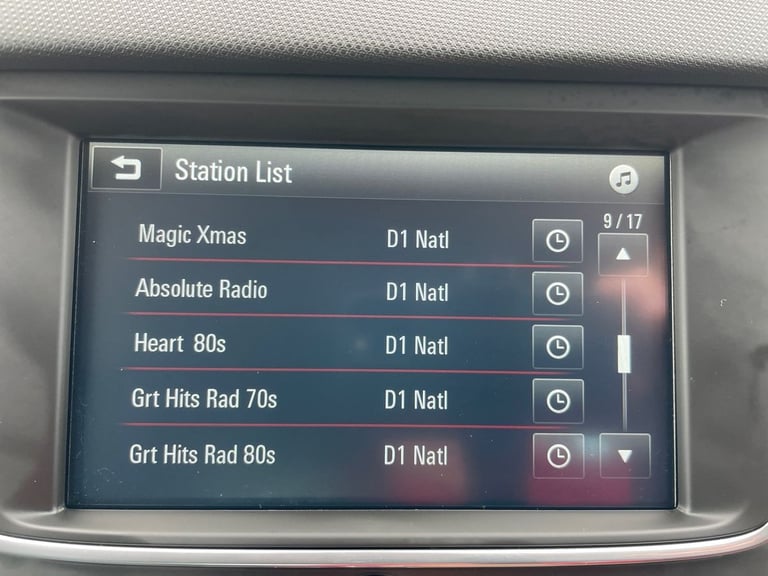 Station List
9 / 17
Magic Xmas D1 Natl
Absolute Radio D1 Natl
Heart 80s D1 Natl
Grt Hits Rad 70s D1 Natl
Grt Hits Rad 80s D1 Natl